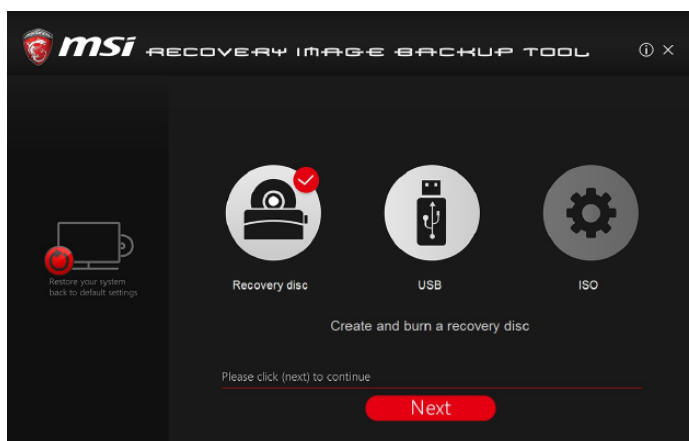 msi RECOVERY IMAGE BACKUP TOOL
Recovery disc
USB
ISO
Restore your system
back to default settings
Create and burn a recovery disc
Please click (next) to continue
Next